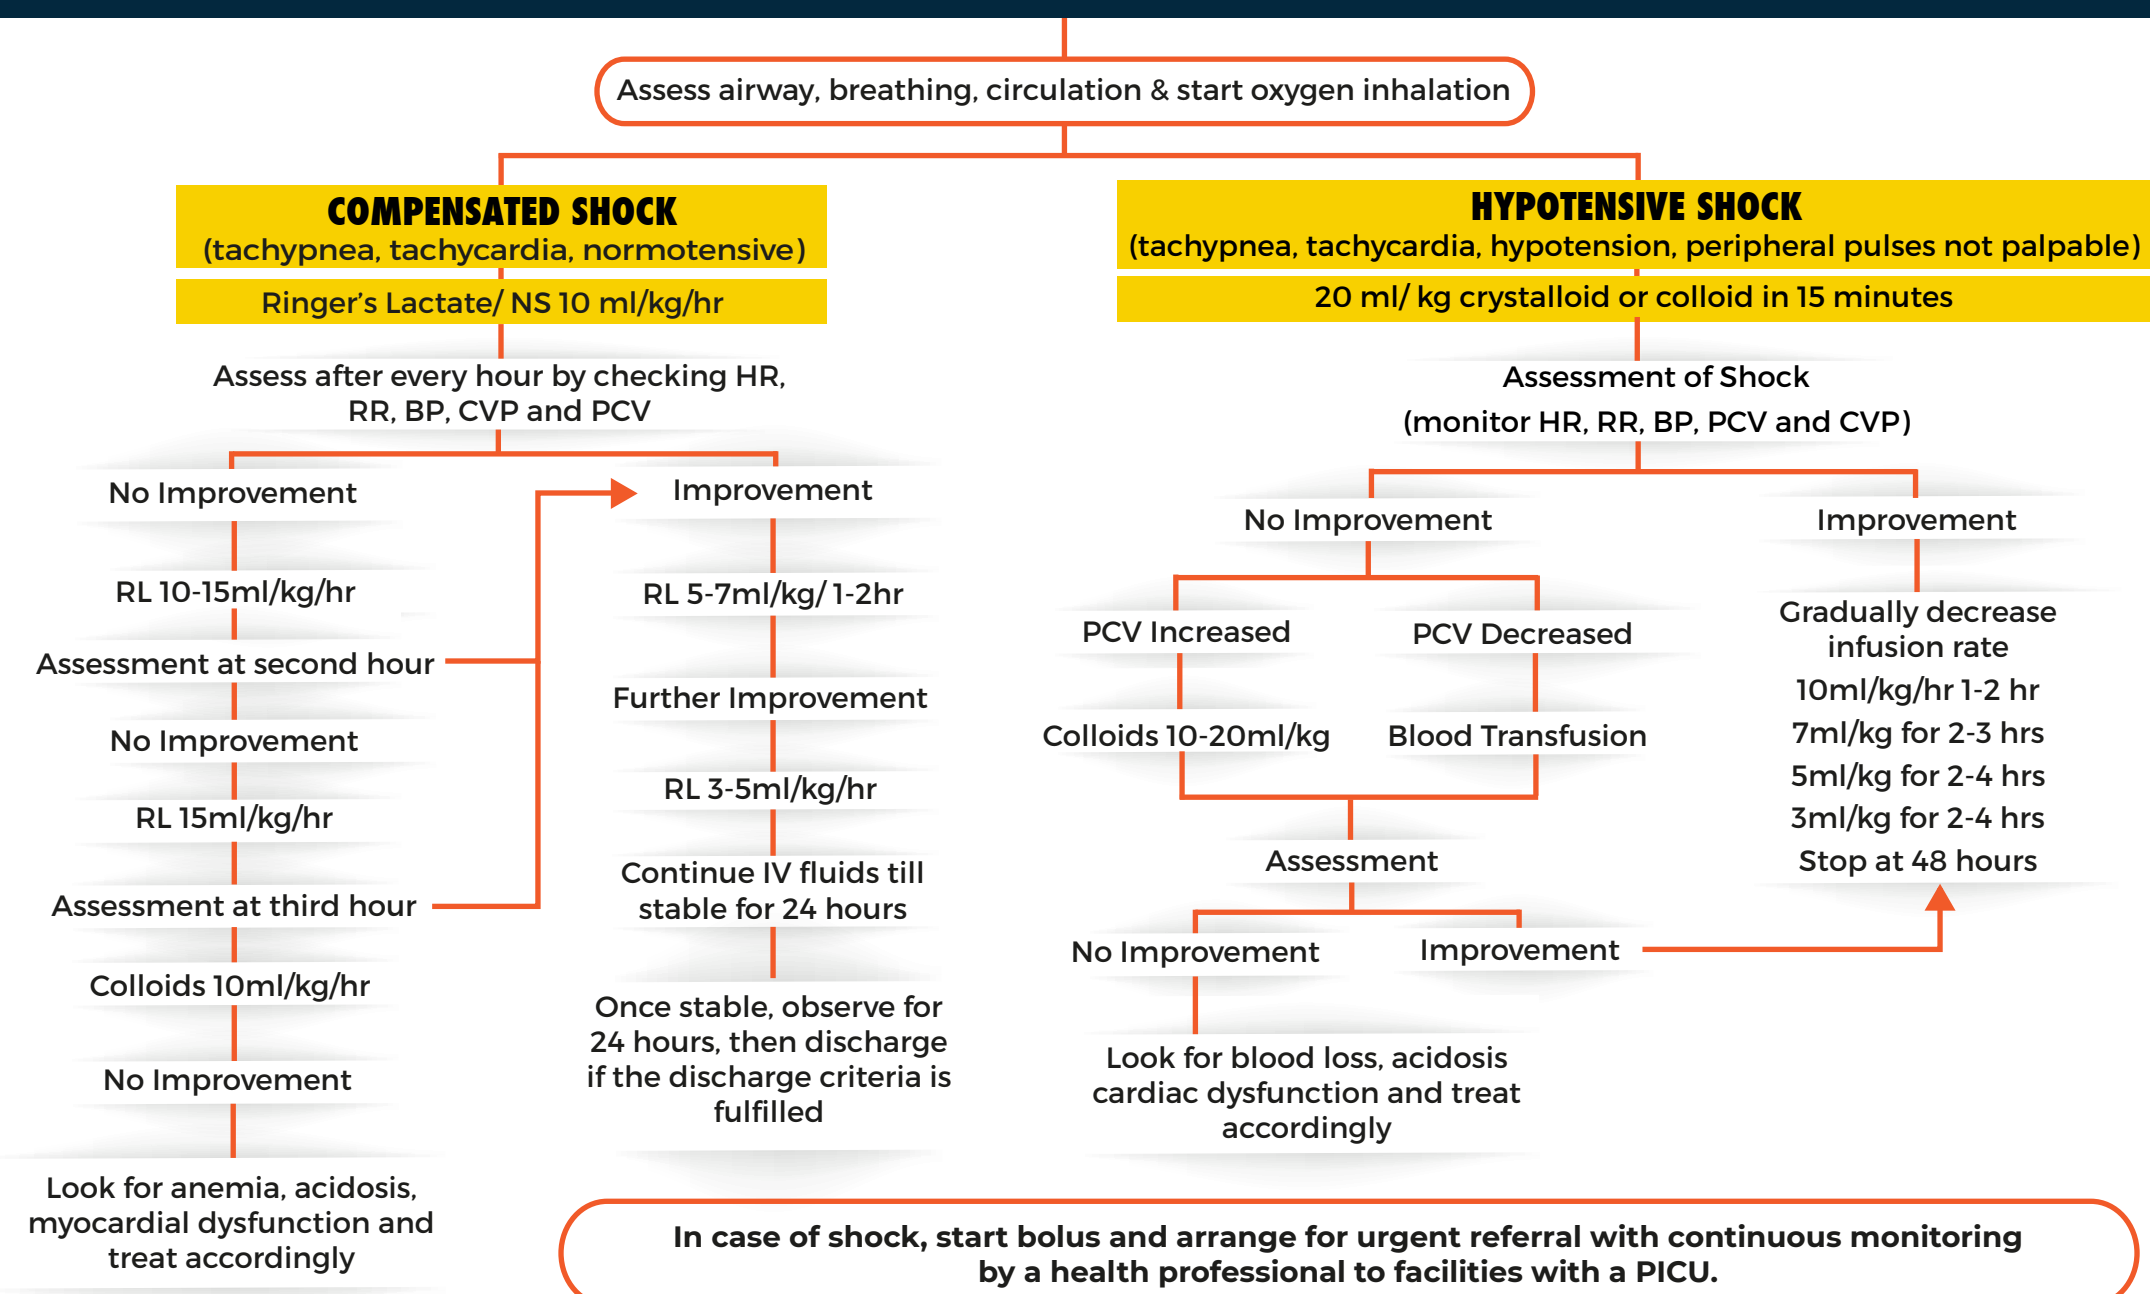 Assess airway, breathing, circulation & start oxygen inhalation
COMPENSATED SHOCK
(tachypnea, tachycardia, normotensive)
Ringer's Lactate/ NS 10 ml/kg/hr
Assess after every hour by checking HR,
RR, BP, CVP and PCV
No Improvement
RL 10-15ml/kg/hr
Assessment at second hour
No Improvement
RL 15ml/kg/hr
Assessment at third hour
Colloids 10ml/kg/hr
No Improvement
Look for anemia, acidosis,
myocardial dysfunction and
treat accordingly
Improvement
RL 5-7ml/kg/ 1-2hr
Further Improvement
RL 3-5ml/kg/hr
Continue IV fluids till
stable for 24 hours
Once stable, observe for
24 hours, then discharge
if the discharge criteria is
fulfilled
HYPOTENSIVE SHOCK
(tachypnea, tachycardia, hypotension, peripheral pulses not palpable)
20 ml/ kg crystalloid or colloid in 15 minutes
Assessment of Shock
(monitor HR, RR, BP, PCV and CVP)
No Improvement
PCV Increased
Colloids 10-20ml/kg
PCV Decreased
Blood Transfusion
Assessment
No Improvement
Look for blood loss, acidosis
cardiac dysfunction and treat
accordingly
Improvement
Improvement
Gradually decrease
infusion rate
10ml/kg/hr 1-2 hr
7ml/kg for 2-3 hrs
5ml/kg for 2-4 hrs
3ml/kg for 2-4 hrs
Stop at 48 hours
In case of shock, start bolus and arrange for urgent referral with continuous monitoring
by a health professional to facilities with a PICU.